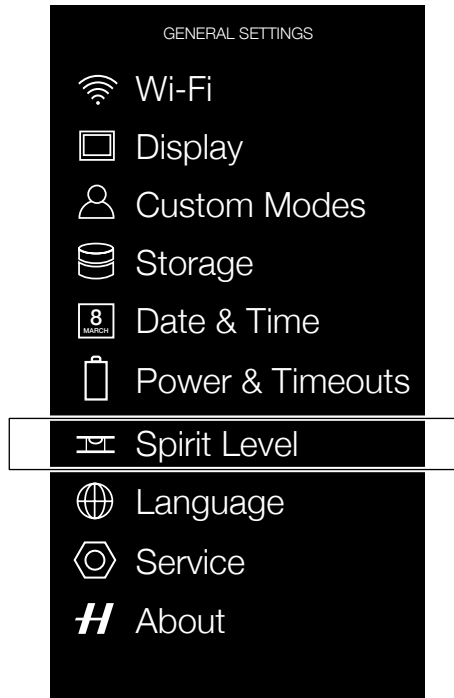 GENERAL SETTINGS
Wi-Fi
Display
Custom Modes
Storage
8
MARCH
Date & Time
Power & Timeouts
Spirit Level
Language
Service
H About